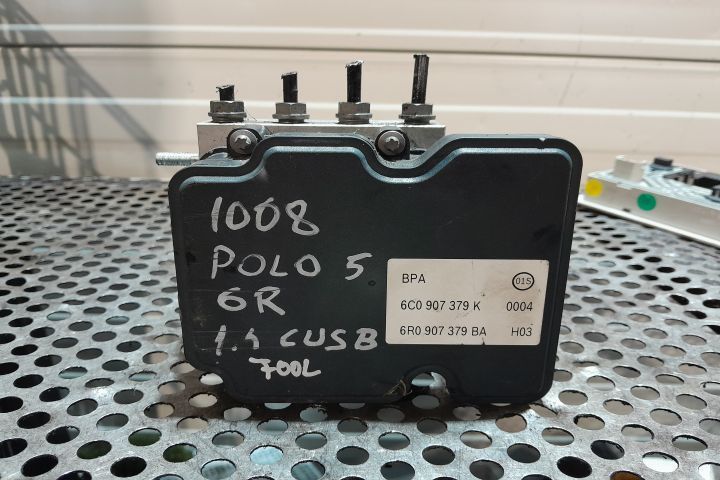 1008
POLO 5
6R
1.4 CUSB
700L
BPA 01S
6C0 907 379 K 0004
6R0 907 379 BA H03